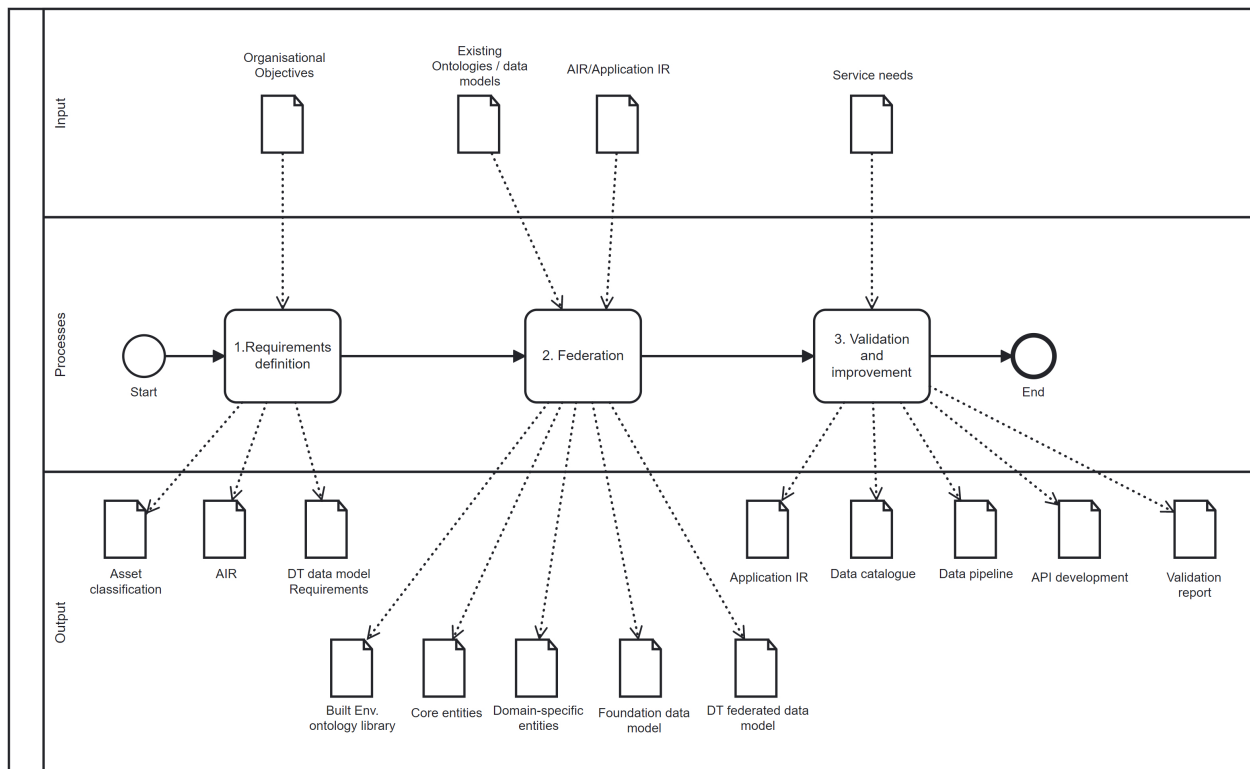 Input
Organisational
Objectives
Existing
Ontologies / data
models
AIR/Application IR
Service needs
Processes
Start
1.Requirements
definition
2. Federation
3. Validation
and
improvement
End
Output
Asset
classification
AIR
DT data model
Requirements
Application IR
Data catalogue
Data pipeline
API development
Validation
report
Built Env.
ontology library
Core entities
Domain-specific
entities
Foundation data
model
DT federated data
model